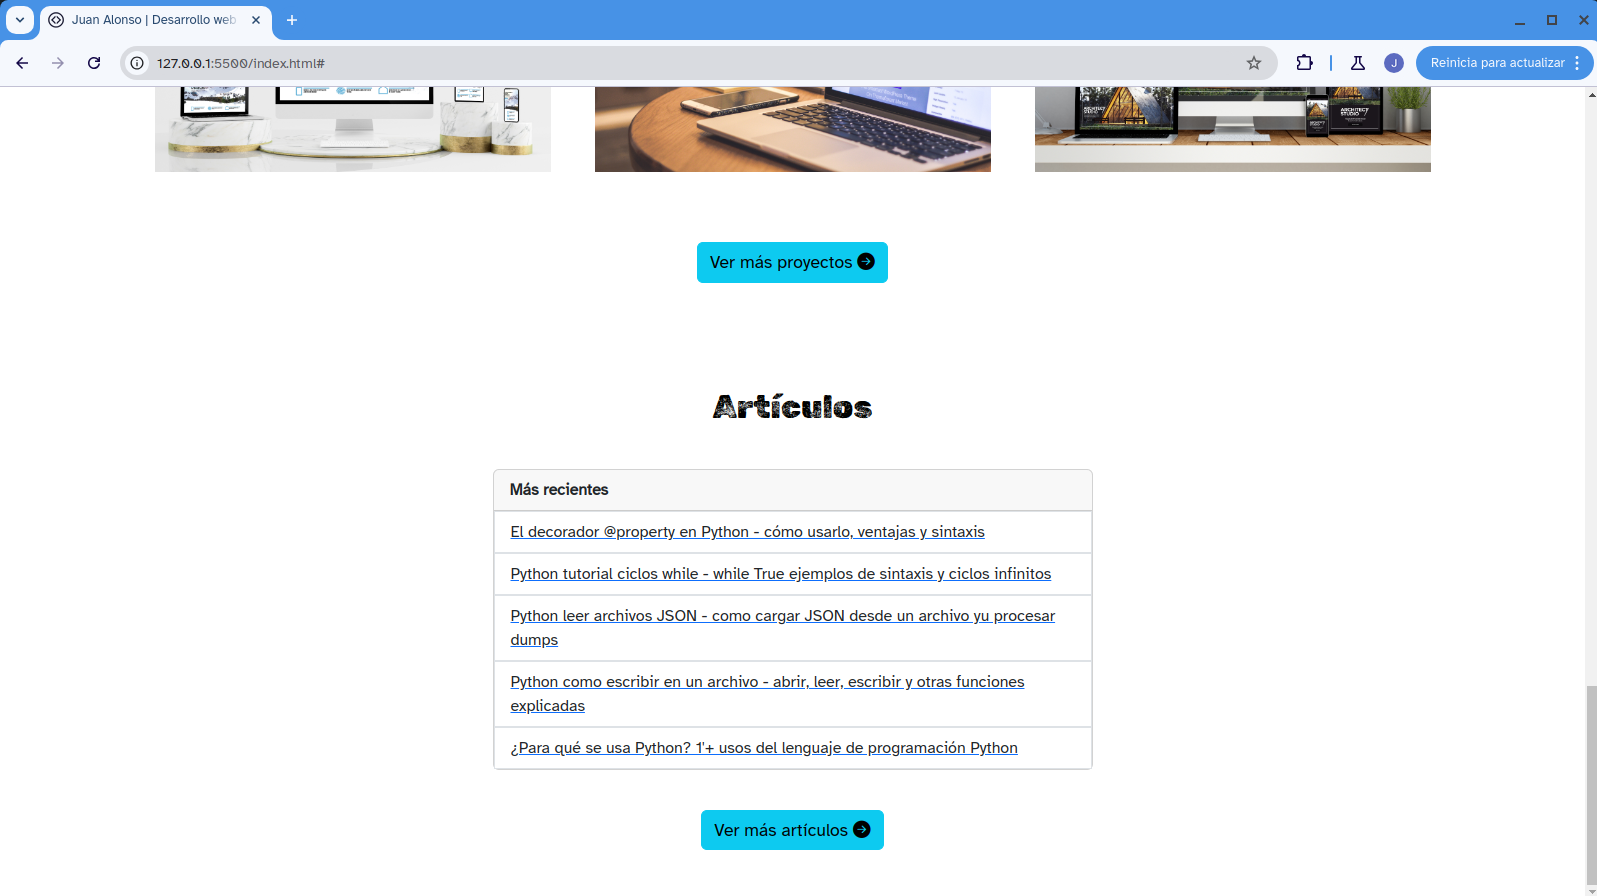 Juan Alonso | Desarrollo web
127.0.0.1:5500/index.html#
J
Reinicia para actualizar
ARCHITECT
STUDIO
ARCHITECT
STUDIO
Ver más proyectos
Artículos
Más recientes
El decorador @property en Python - cómo usarlo, ventajas y sintaxis
Python tutorial ciclos while - while True ejemplos de sintaxis y ciclos infinitos
Python leer archivos JSON - como cargar JSON desde un archivo yu procesar
dumps
Python como escribir en un archivo - abrir, leer, escribir y otras funciones
explicadas
¿Para qué se usa Python? 1'+ usos del lenguaje de programación Python
Ver más artículos